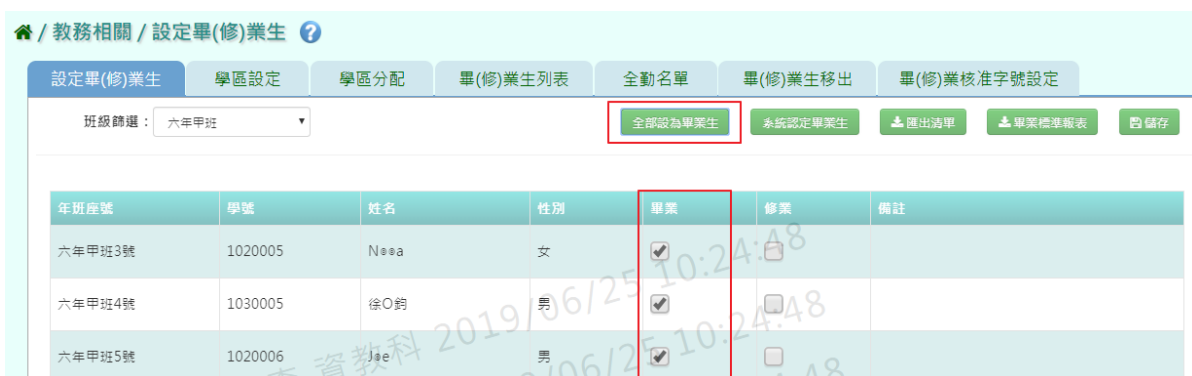 / 教務相關 / 設定畢(修)業生 ?
設定畢(修)業生 學區設定 學區分配 畢(修)業生列表 全勤名單 畢(修)業生移出 畢(修)業核准字號設定
班級篩選： 六年甲班 全部設為畢業生 系統認定畢業生 匯出清單 畢業標準報表 儲存
年班座號 學號 姓名 性別 畢業 修業 備註
六年甲班3號 1020005 N⊕⊕a 女
六年甲班4號 1030005 徐O鈞 男
六年甲班5號 1020006 J⊕e 男
資教科 2019/06/25 10:24:48
10:24:48